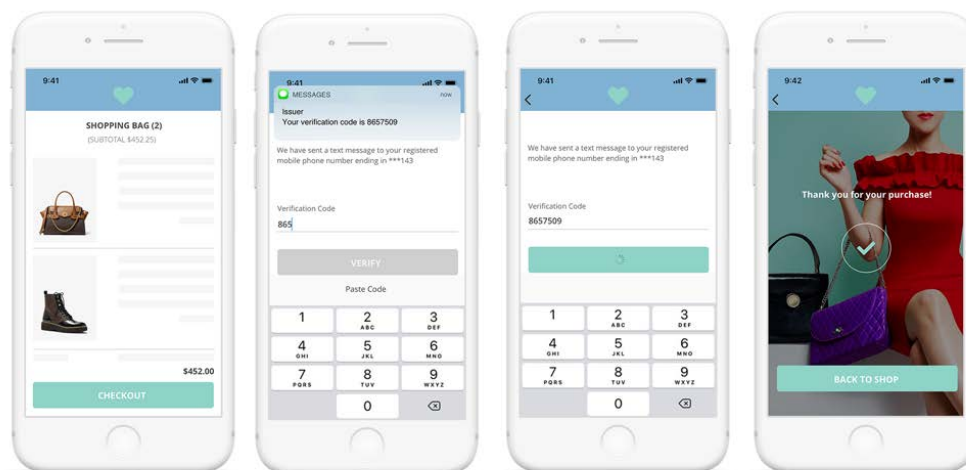 9:41
SHOPPING BAG (2)
(SUBTOTAL $452.25)
$452.00
CHECKOUT
9:41
MESSAGES
now
Issuer
Your verification code is 8657509
We have sent a text message to your registered
mobile phone number ending in ***143
Verification Code
865
VERIFY
Paste Code
1 2 3
ABC DEF
4 5 6
GHI JKL MNO
7 8 9
PQRS TUV WXYZ
0
9:41
We have sent a text message to your registered
mobile phone number ending in ***143
Verification Code
8657509
1 2 3
ABC DEF
4 5 6
GHI JKL MNO
7 8 9
PQRS TUV WXYZ
0
9:42
Thank you for your purchase!
BACK TO SHOP